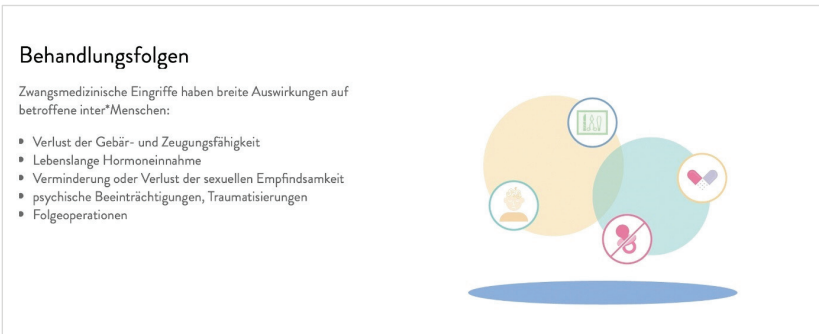 Behandlungsfolgen
Zwangsmedizinische Eingriffe haben breite Auswirkungen auf
betroffene inter*Menschen:
Verlust der Gebär- und Zeugungsfähigkeit
Lebenslange Hormoneinnahme
Verminderung oder Verlust der sexuellen Empfindsamkeit
psychische Beeinträchtigungen, Traumatisierungen
Folgeoperationen